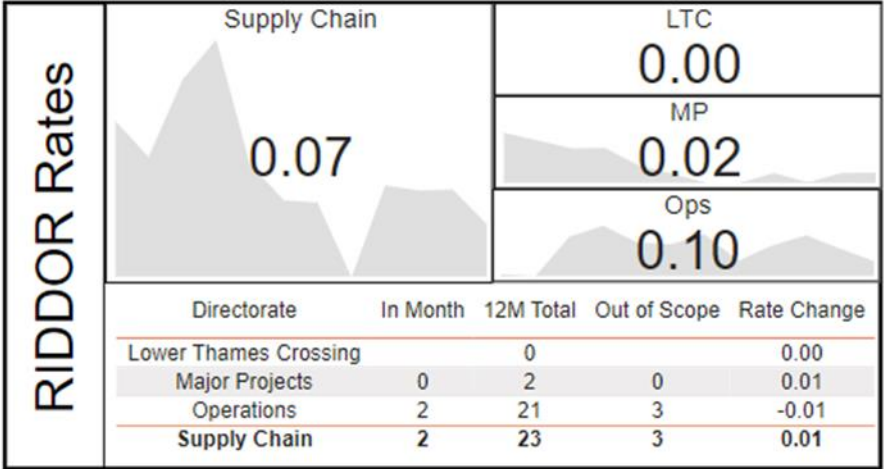 RIDDOR Rates
Supply Chain
0.07
LTC
0.00
MP
0.02
Ops
0.10
Directorate In Month 12M Total Out of Scope Rate Change
Lower Thames Crossing 0 0.00
Major Projects 0 2 0 0.01
Operations 2 21 3 -0.01
Supply Chain 2 23 3 0.01